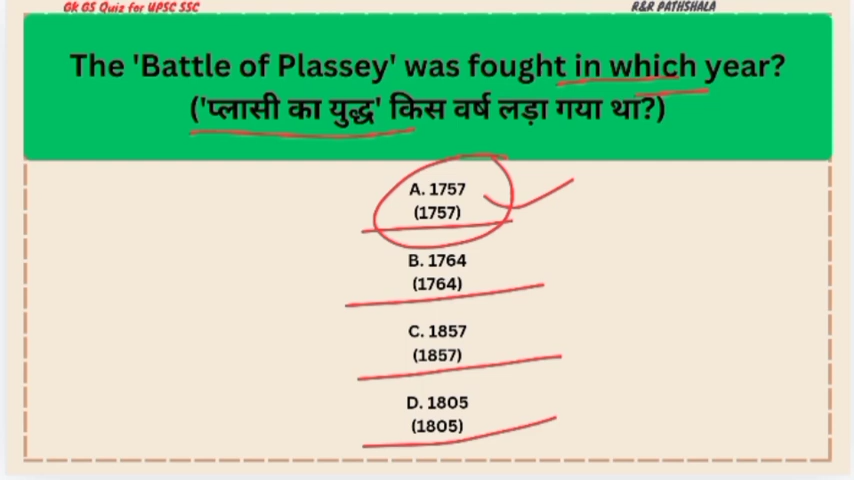 GK GS Quiz for UPSC SSC
R&R PATHSHALA
The 'Battle of Plassey' was fought in which year?
('प्लासी का युद्ध' किस वर्ष लड़ा गया था?)
A. 1757
(1757)
B. 1764
(1764)
C. 1857
(1857)
D. 1805
(1805)